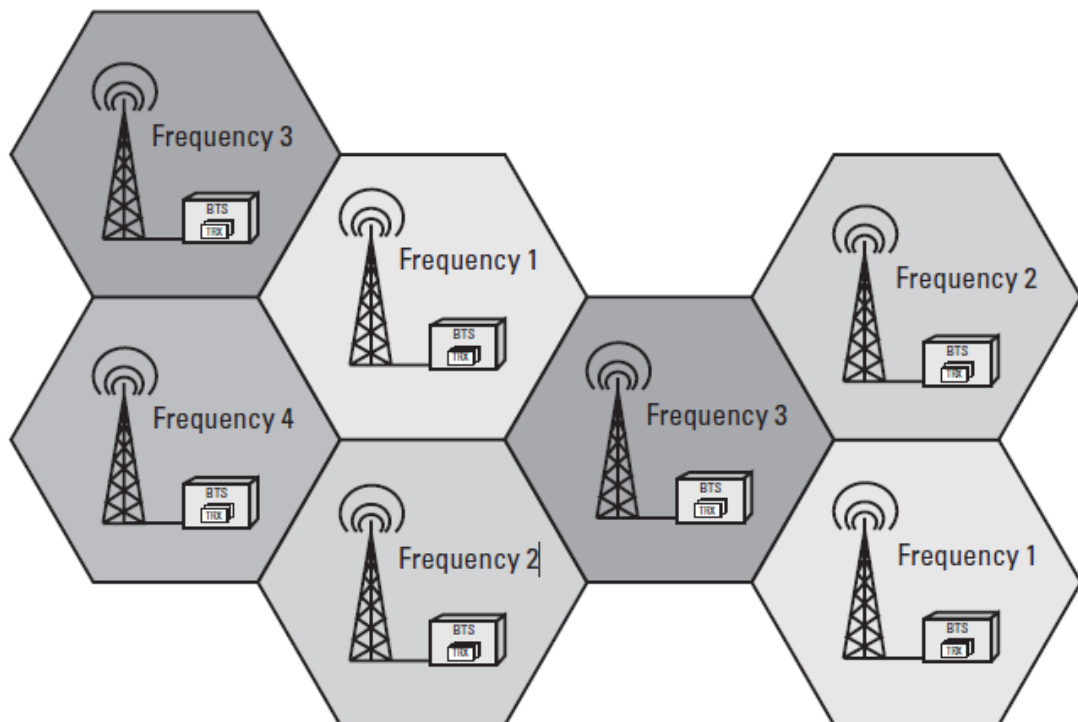 Frequency 3
BTS
TRX
Frequency 1
BTS
TRX
Frequency 2
BTS
TRX
Frequency 4
BTS
TRX
Frequency 3
BTS
TRX
Frequency 2
BTS
TRX
Frequency 1
BTS
TRX